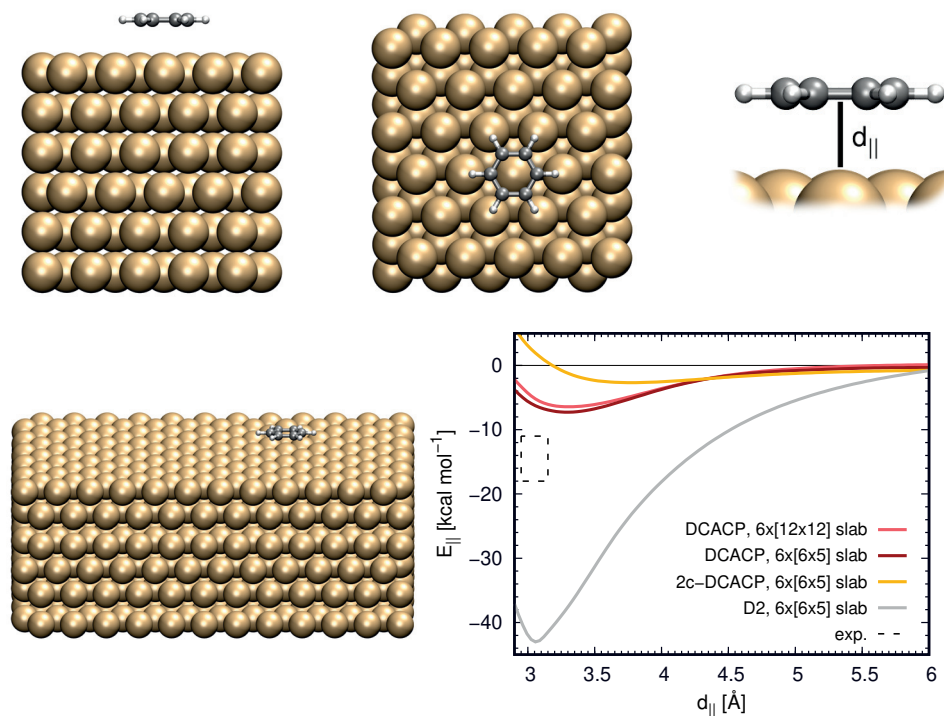 d||
0
−10
−20
−30
−40
E|| [kcal mol−1]
DCACP, 6x[12x12] slab
DCACP, 6x[6x5] slab
2c−DCACP, 6x[6x5] slab
D2, 6x[6x5] slab
exp.
3
3.5
4
4.5
5
5.5
6
d|| [Å]